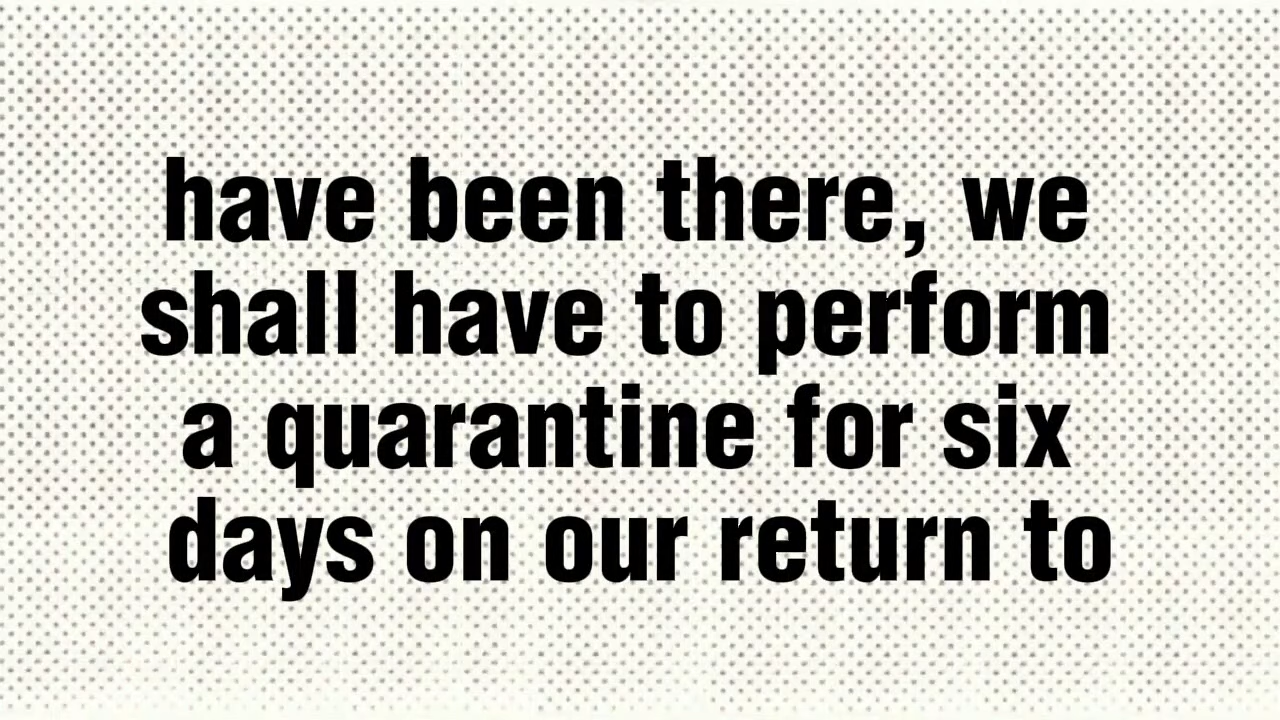 have been there, we
shall have to perform
a quarantine for six
days on our return to